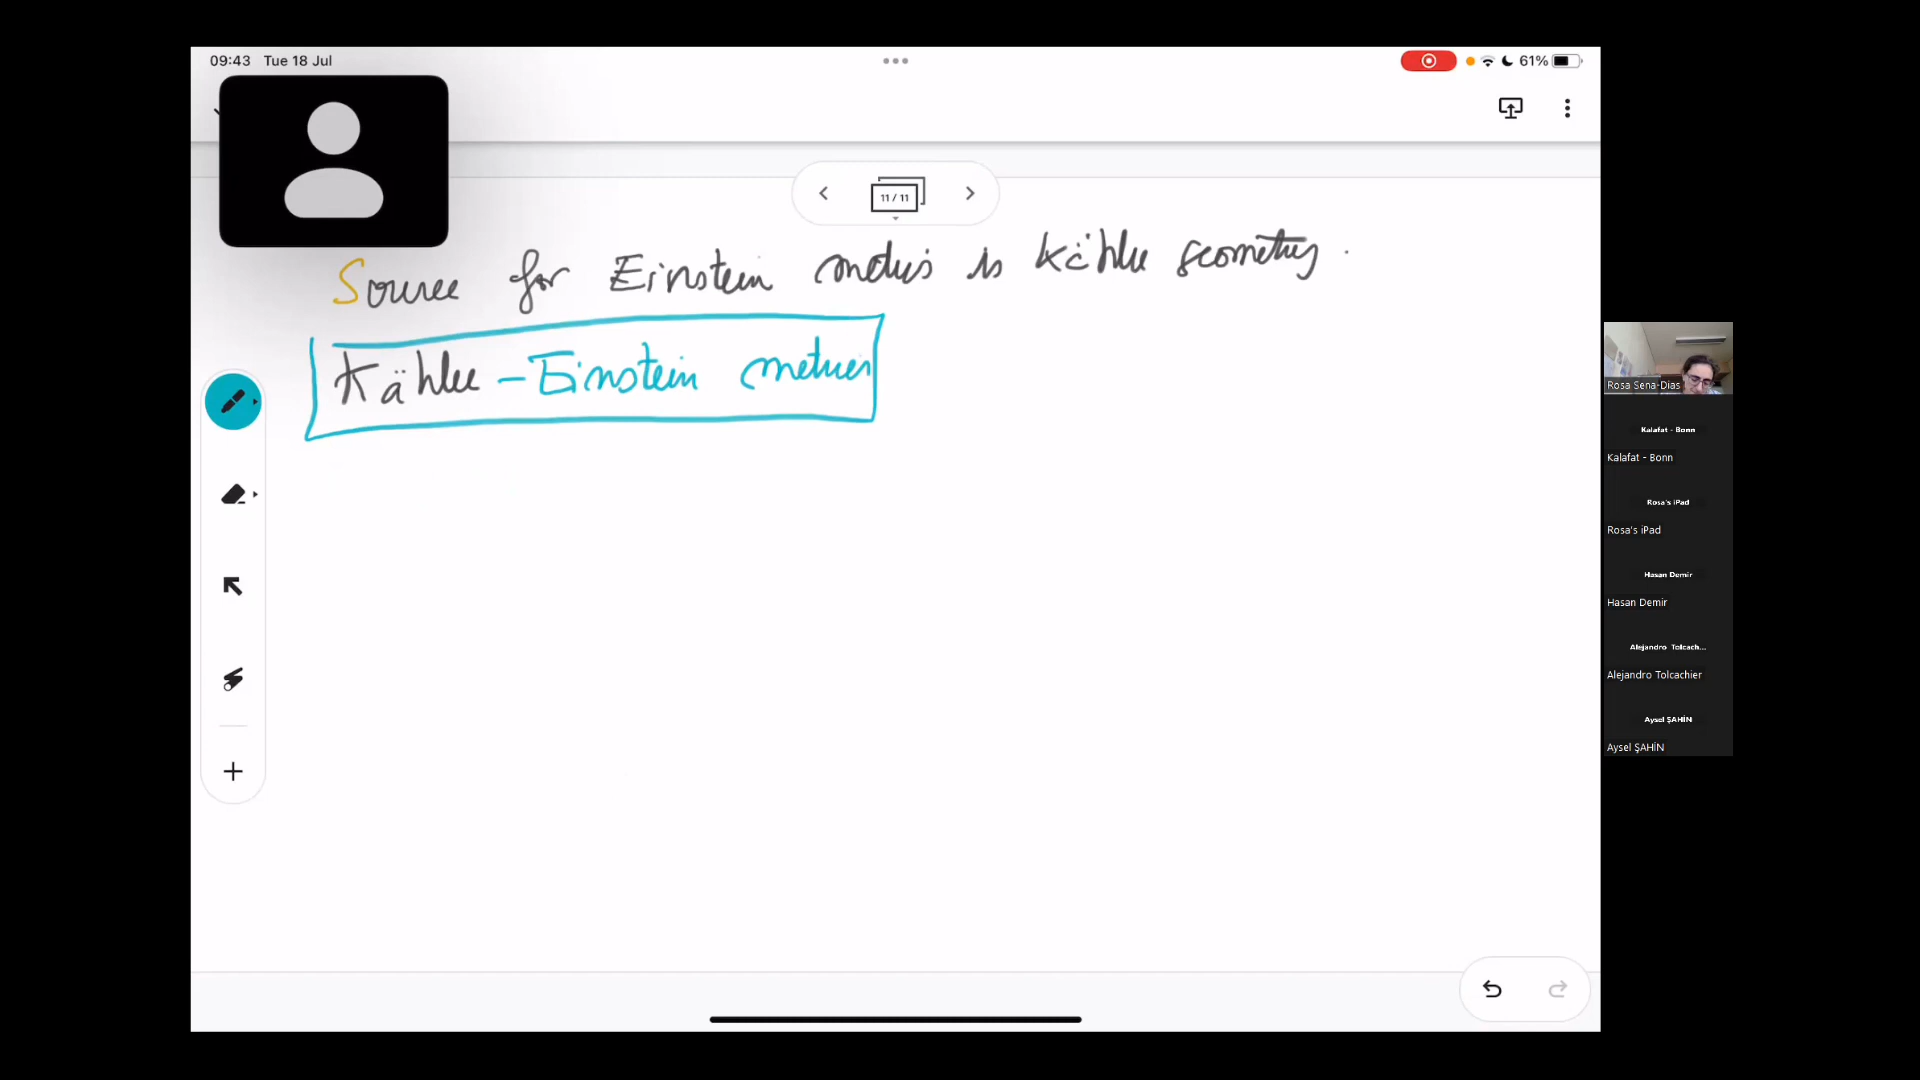 09:43 Tue 18 Jul
61%
11 / 11
Source for Einstein metrics is Kähler geometry.
Kähler - Einstein metrics
Rosa Sena-Dias
Kalafat - Bonn
Kalafat - Bonn
Rosa's iPad
Rosa's iPad
Hasan Demir
Hasan Demir
Alejandro Tolcach...
Alejandro Tolcachier
Aysel ŞAHİN
Aysel ŞAHİN